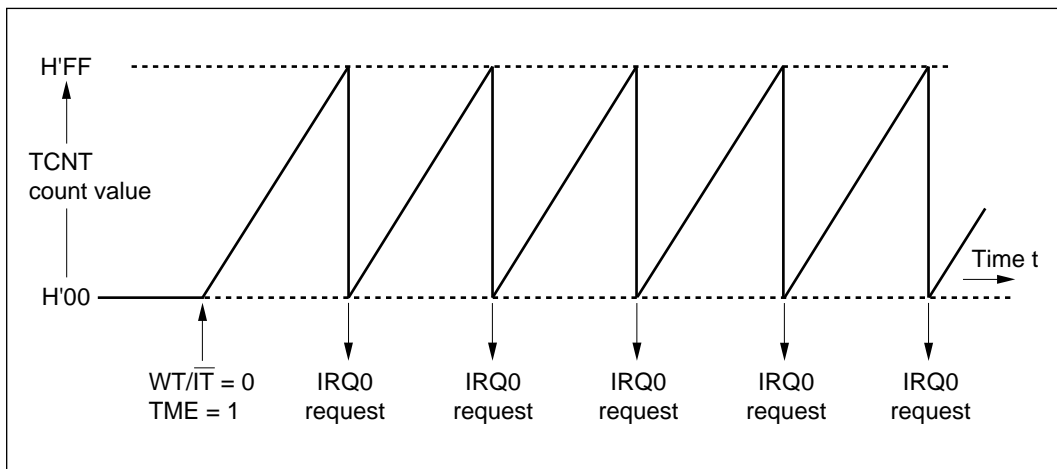 H'FF
TCNT
count value
Time t
H'00
WT/I̅T̅ = 0
TME = 1
IRQ0
request
IRQ0
request
IRQ0
request
IRQ0
request
IRQ0
request